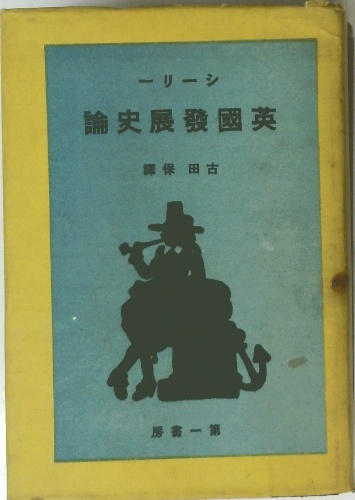 シーリー
英國發展史論
古田保譯
第一書房